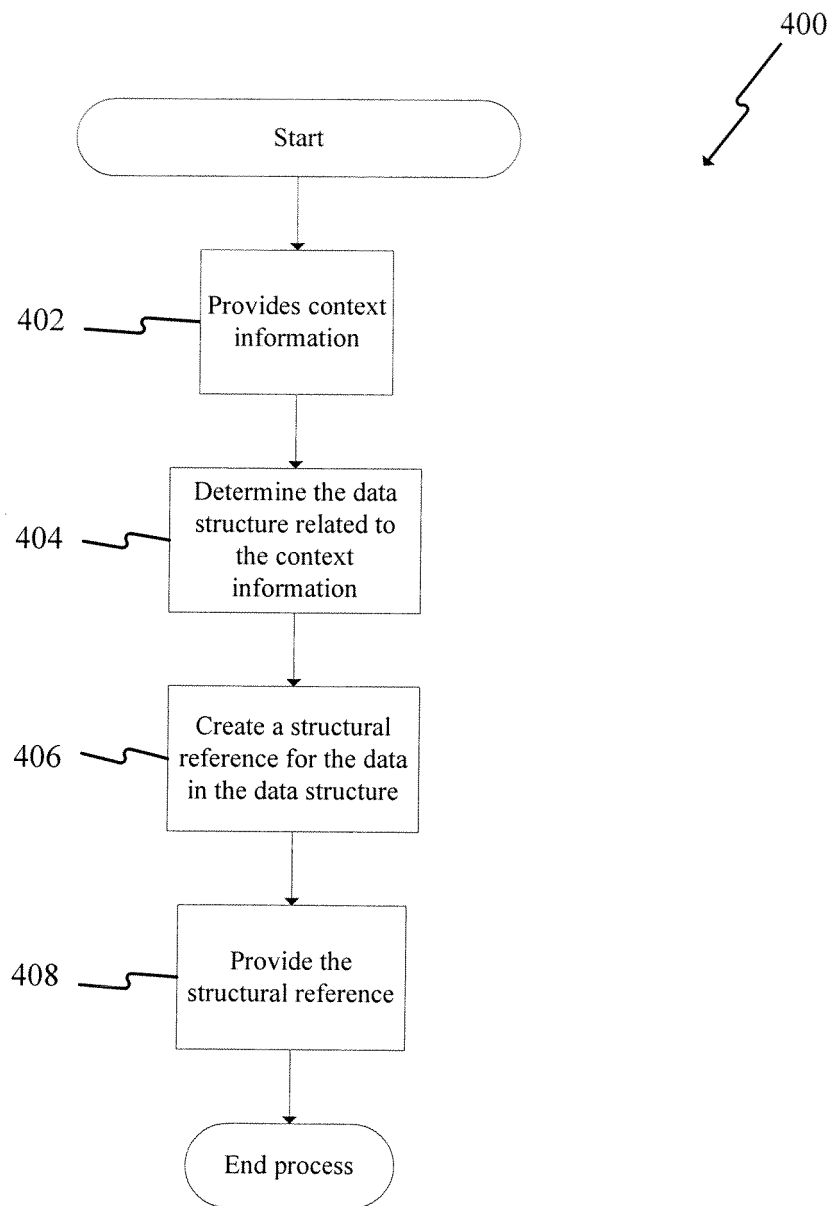 400
Start
402
Provides context
information
404
Determine the data
structure related to
the context
information
406
Create a structural
reference for the data
in the data structure
408
Provide the
structural reference
End process